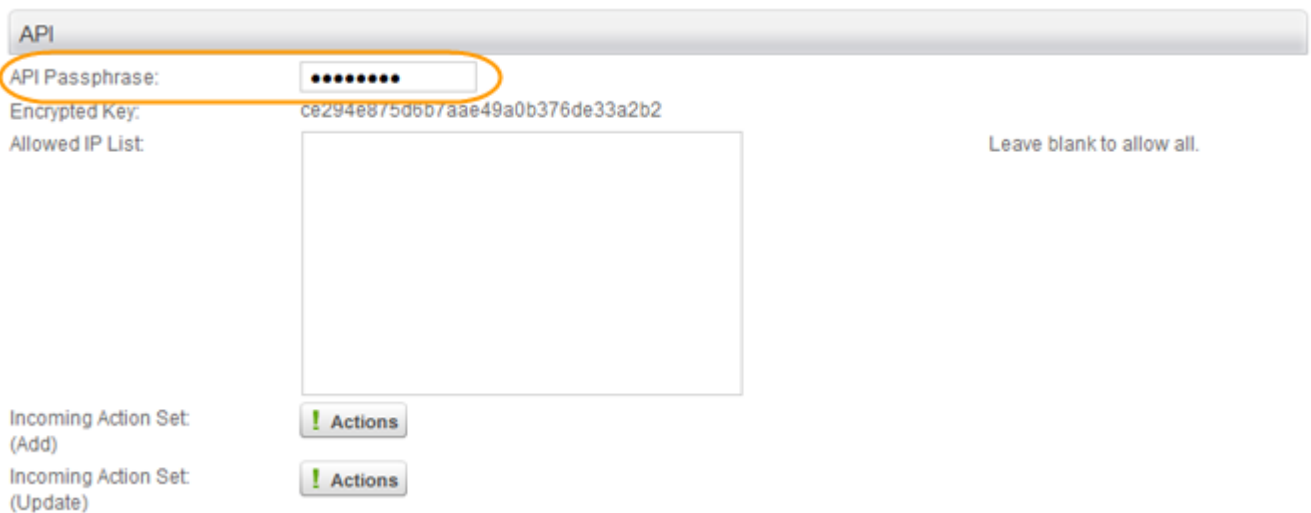 API
API Passphrase: ••••••••
Encrypted Key: ce294e875d6b7aae49a0b376de33a2b2
Allowed IP List: Leave blank to allow all.
Incoming Action Set: ! Actions
(Add)
Incoming Action Set: ! Actions
(Update)